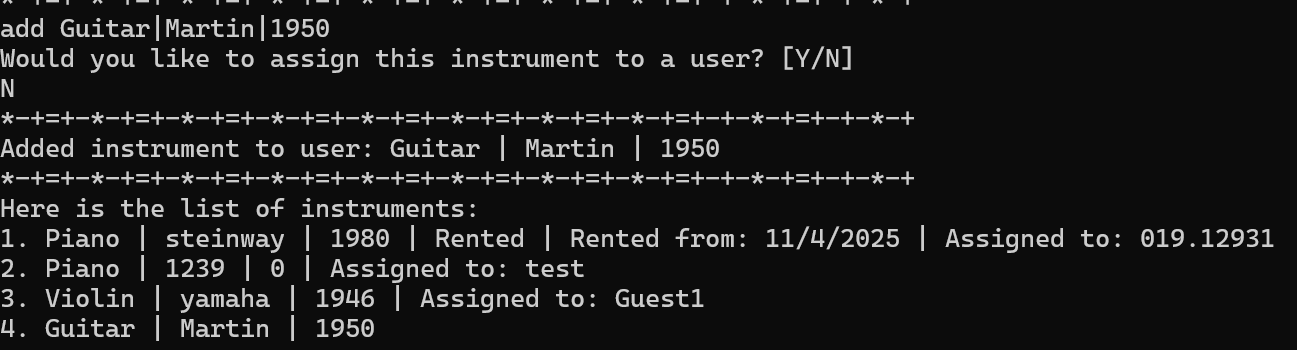 add Guitar|Martin|1950
Would you like to assign this instrument to a user? [Y/N]
N
*-+=+-*-+=+-*-+=+-*-+=+-*-+=+-*-+=+-*-+=+-*-+=+-*-+=+-+-*-+
Added instrument to user: Guitar | Martin | 1950
*-+=+-*-+=+-*-+=+-*-+=+-*-+=+-*-+=+-*-+=+-*-+=+-*-+=+-+-*-+
Here is the list of instruments:
1. Piano | steinway | 1980 | Rented | Rented from: 11/4/2025 | Assigned to: 019.12931
2. Piano | 1239 | 0 | Assigned to: test
3. Violin | yamaha | 1946 | Assigned to: Guest1
4. Guitar | Martin | 1950